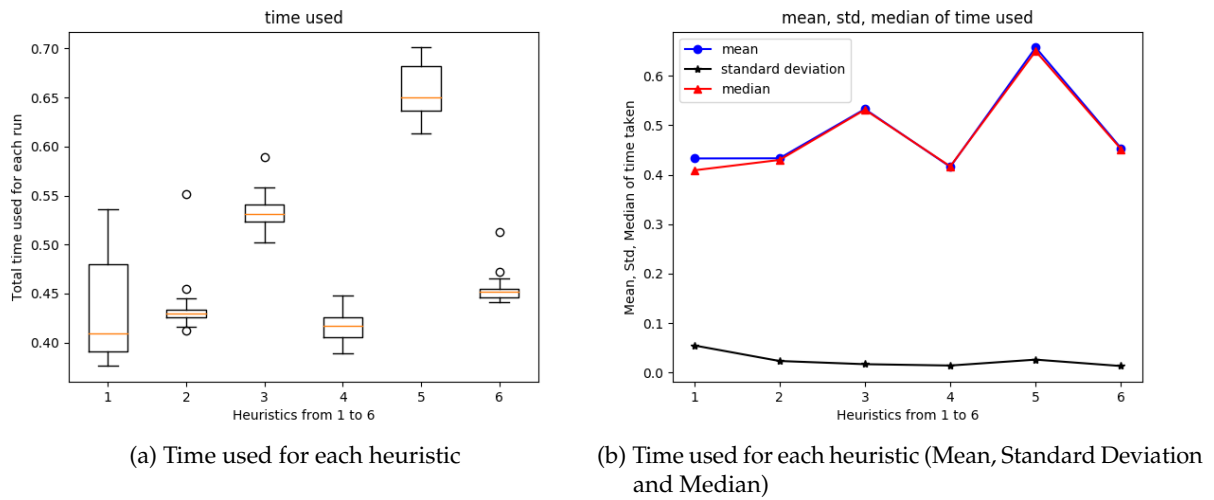 time used
Total time used for each run
0.70
0.65
0.60
0.55
0.50
0.45
0.40
1 2 3 4 5 6
Heuristics from 1 to 6
(a) Time used for each heuristic
mean, std, median of time used
Mean, Std, Median of time taken
mean
standard deviation
median
0.6
0.5
0.4
0.3
0.2
0.1
0.0
1 2 3 4 5 6
Heuristics from 1 to 6
(b) Time used for each heuristic (Mean, Standard Deviation
and Median)